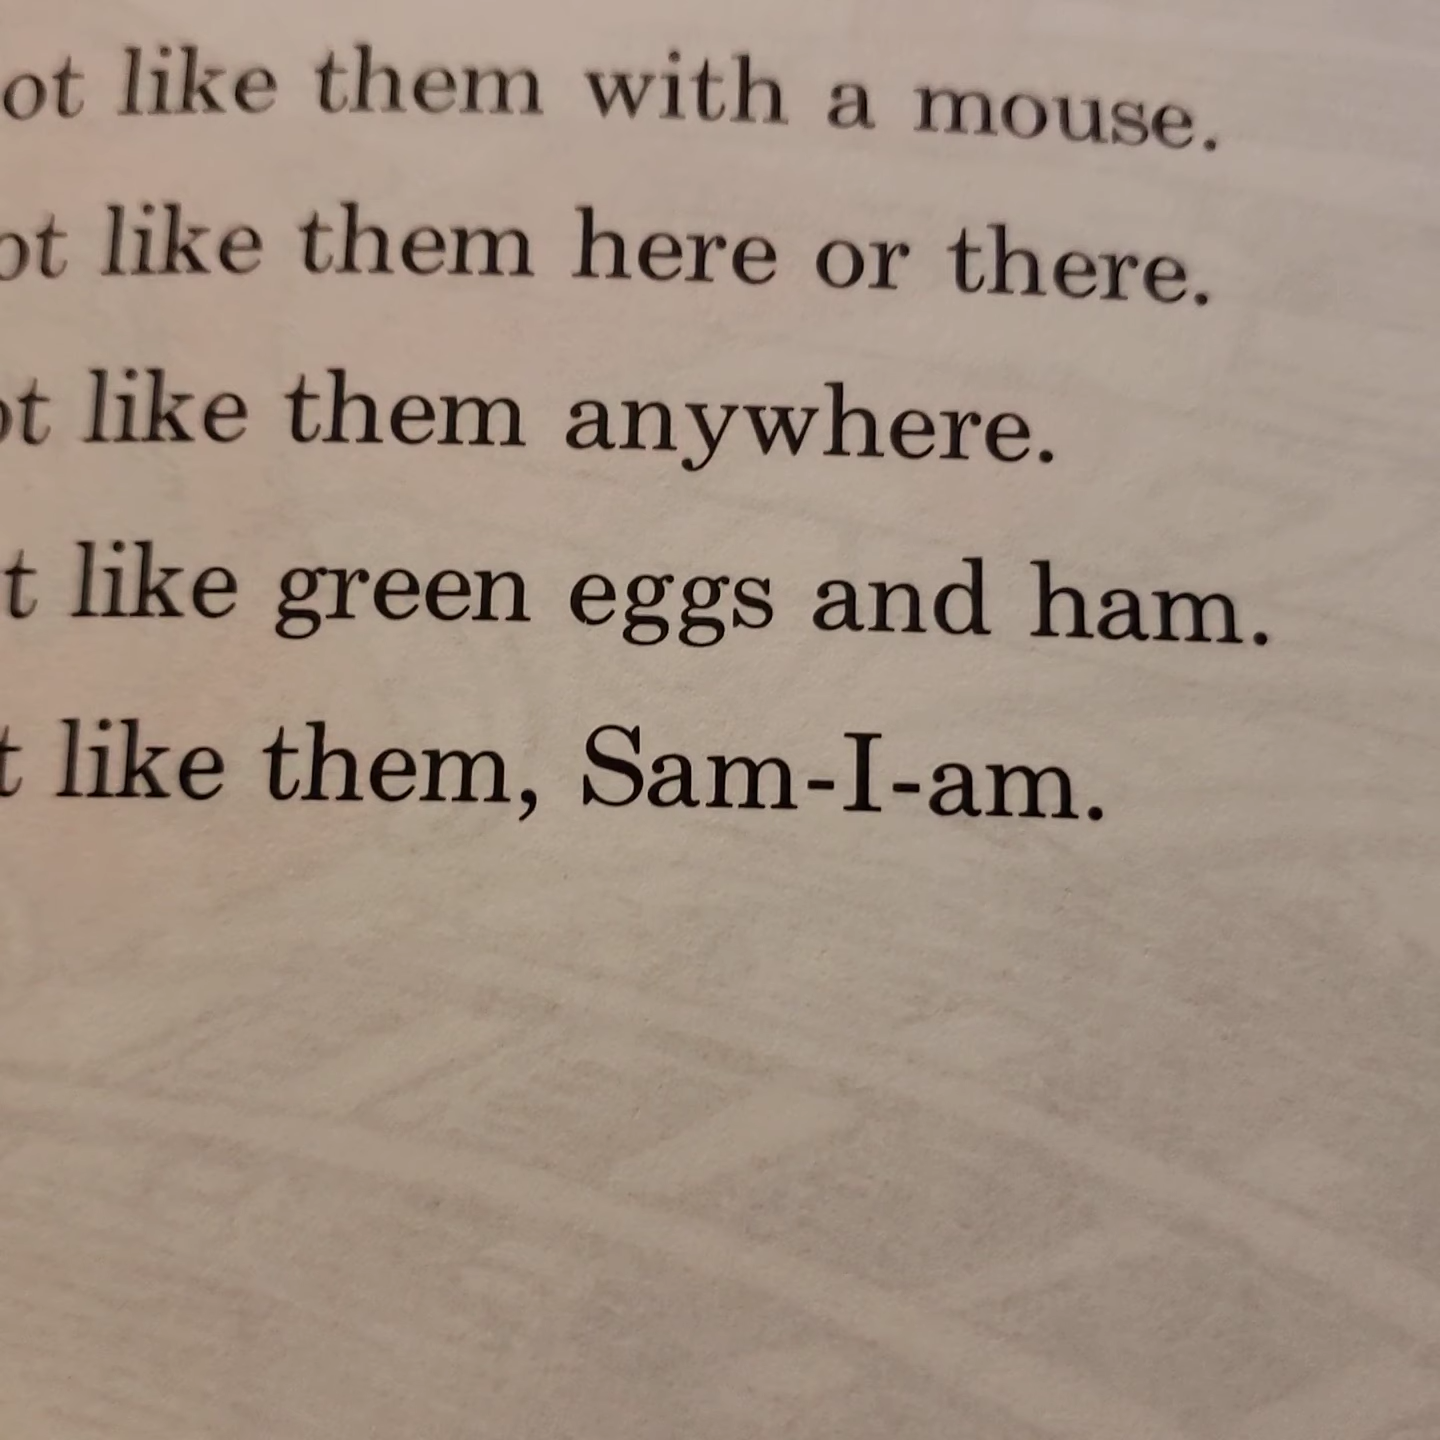 ot like them with a mouse.
ot like them here or there.
ot like them anywhere.
t like green eggs and ham.
t like them, Sam-I-am.